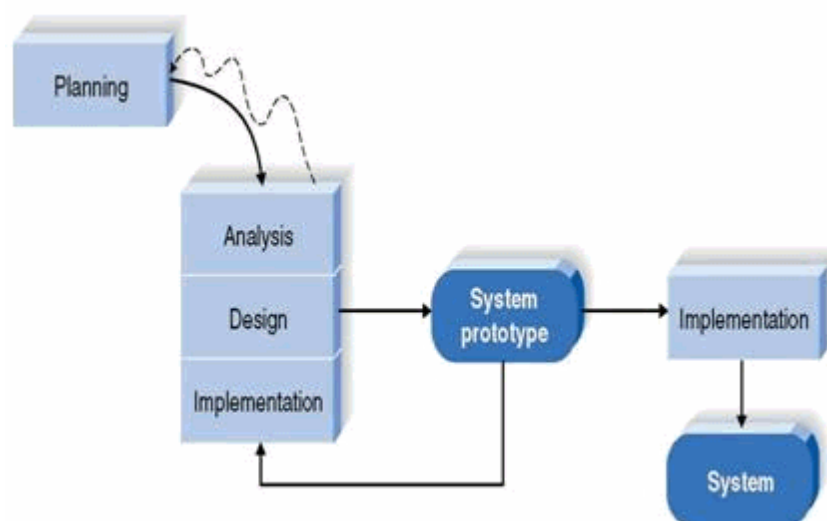 Planning
Analysis
Design
Implementation
System
prototype
Implementation
System